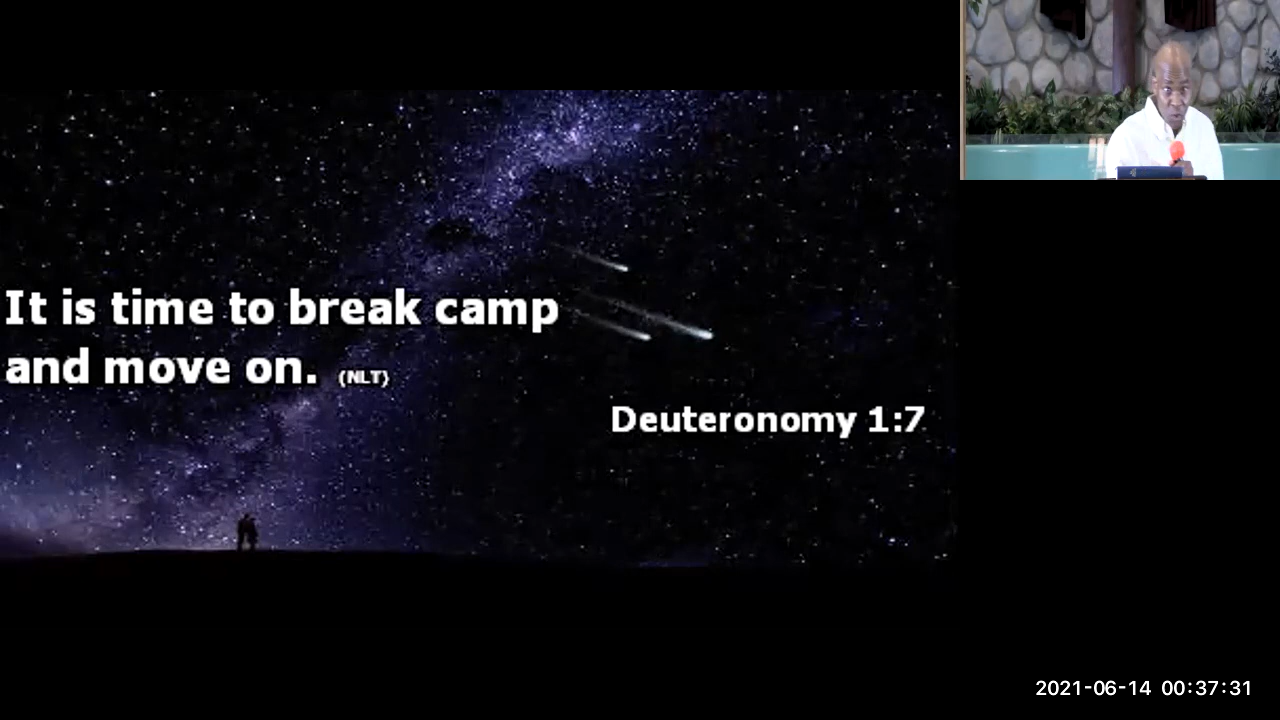 It is time to break camp
and move on. (NLT)
Deuteronomy 1:7
2021-06-14 00:37:31